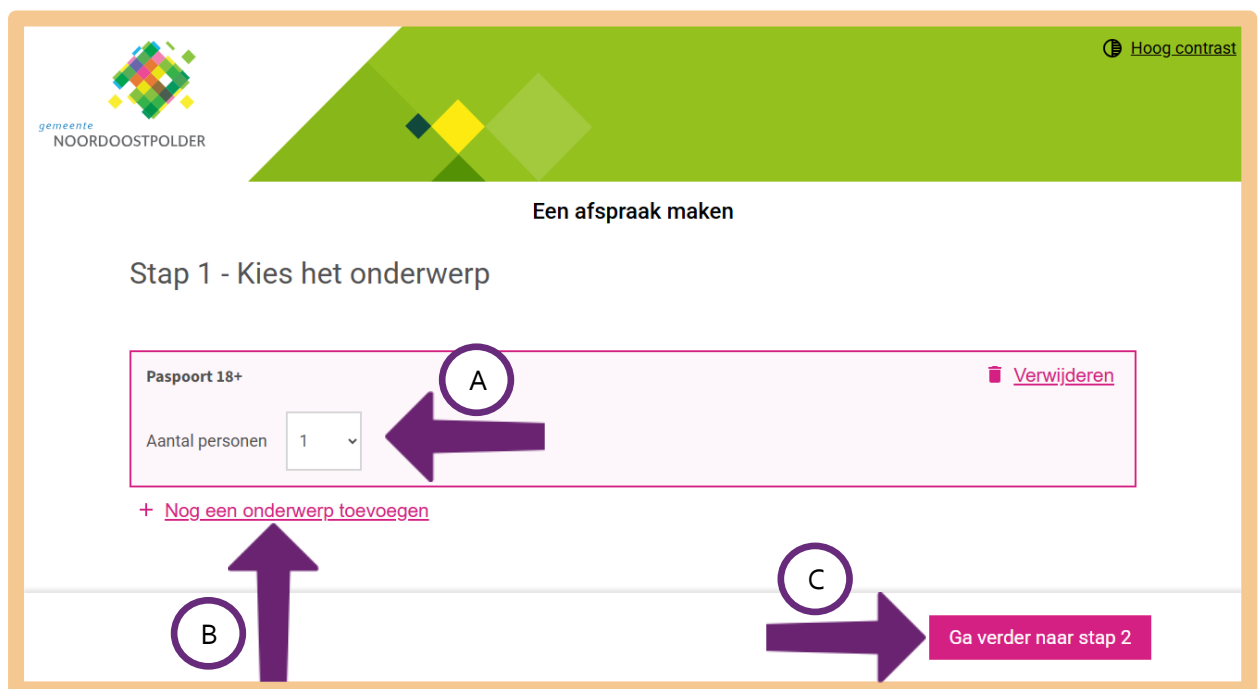 Hoog contrast
gemeente
NOORDOOSTPOLDER
Een afspraak maken
Stap 1 - Kies het onderwerp
Paspoort 18+
A
Verwijderen
Aantal personen 1
+ Nog een onderwerp toevoegen
C
B
Ga verder naar stap 2